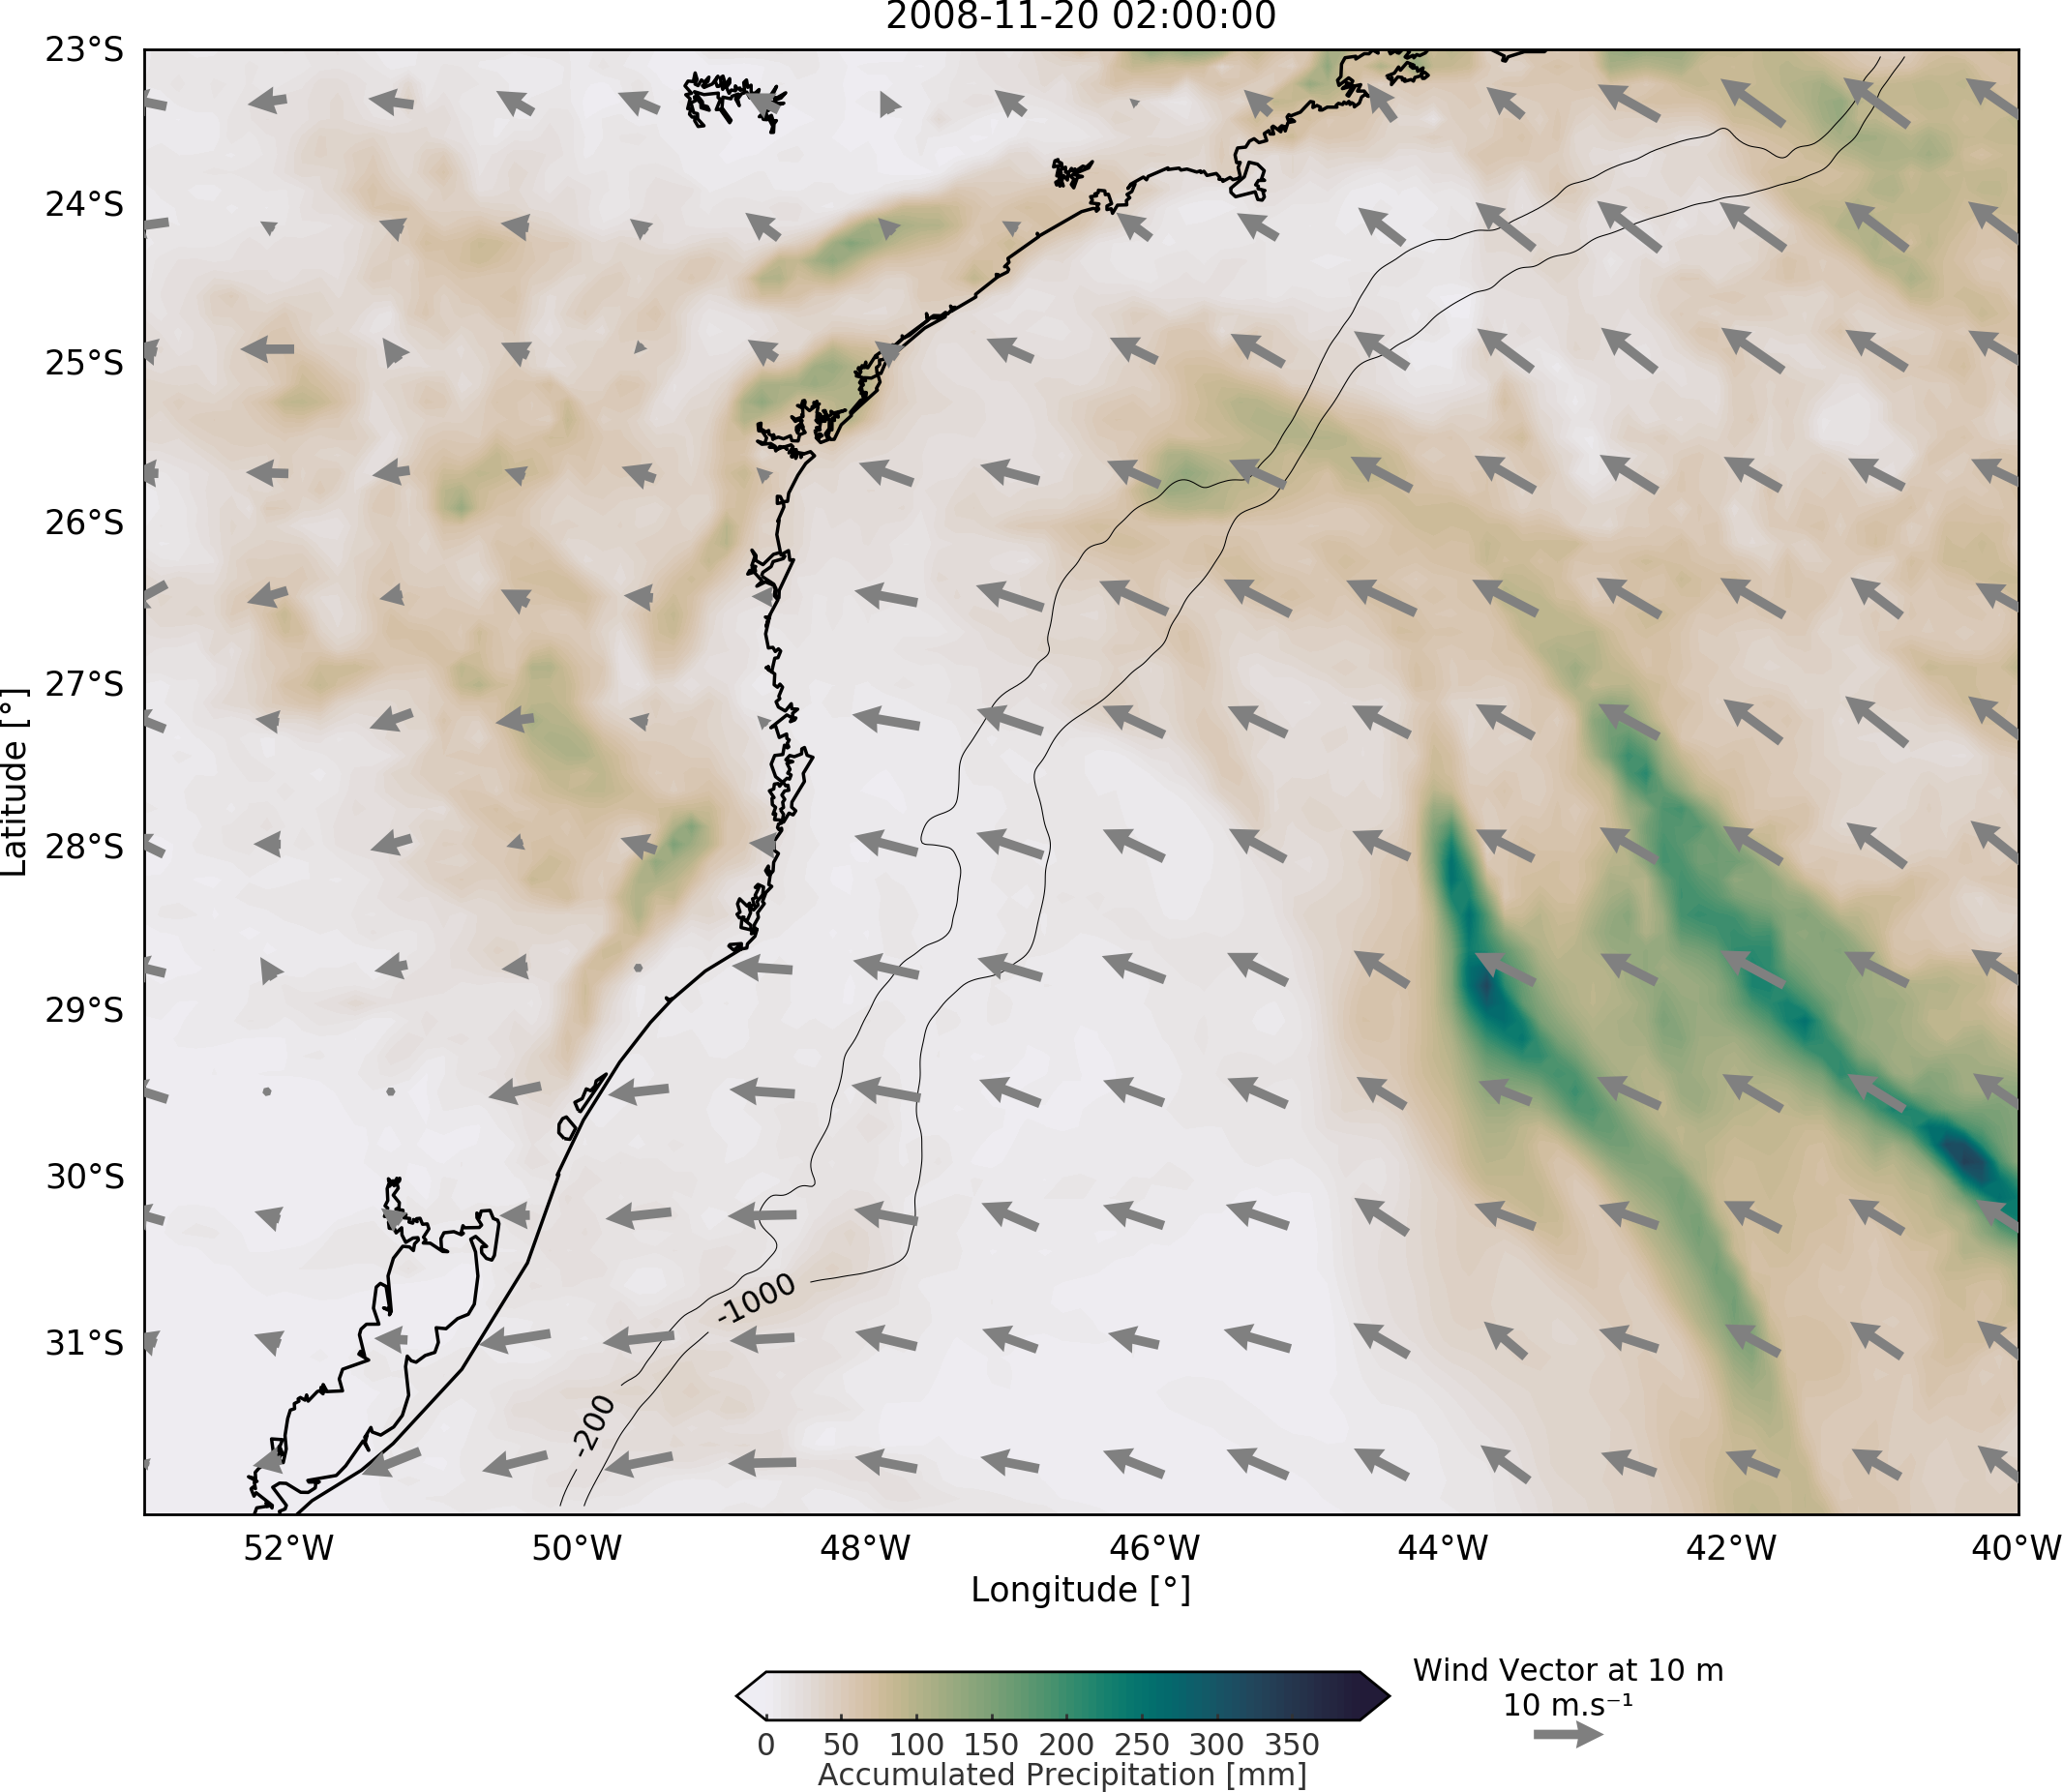 2008-11-20 02:00:00
23°S
24°S
25°S
26°S
27°S
28°S
29°S
30°S
31°S
Latitude [°]
-1000
-200
52°W 50°W 48°W 46°W 44°W 42°W 40°W
Longitude [°]
Wind Vector at 10 m
10 m.s⁻¹
0 50 100 150 200 250 300 350
Accumulated Precipitation [mm]